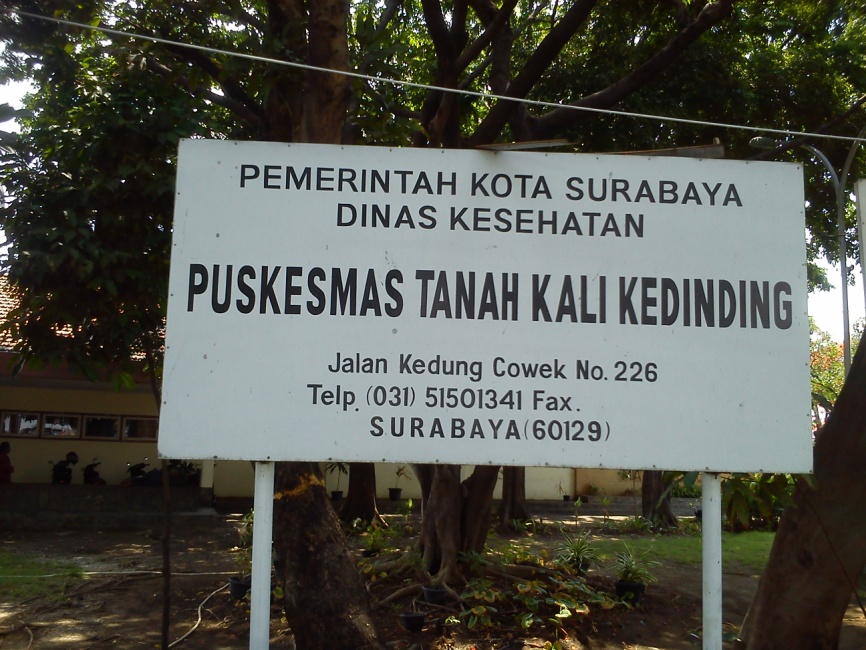 PEMERINTAH KOTA SURABAYA
DINAS KESEHATAN
PUSKESMAS TANAH KALI KEDINDING
Jalan Kedung Cowek No. 226
Telp. (031) 51501341 Fax.
SURABAYA (60129)